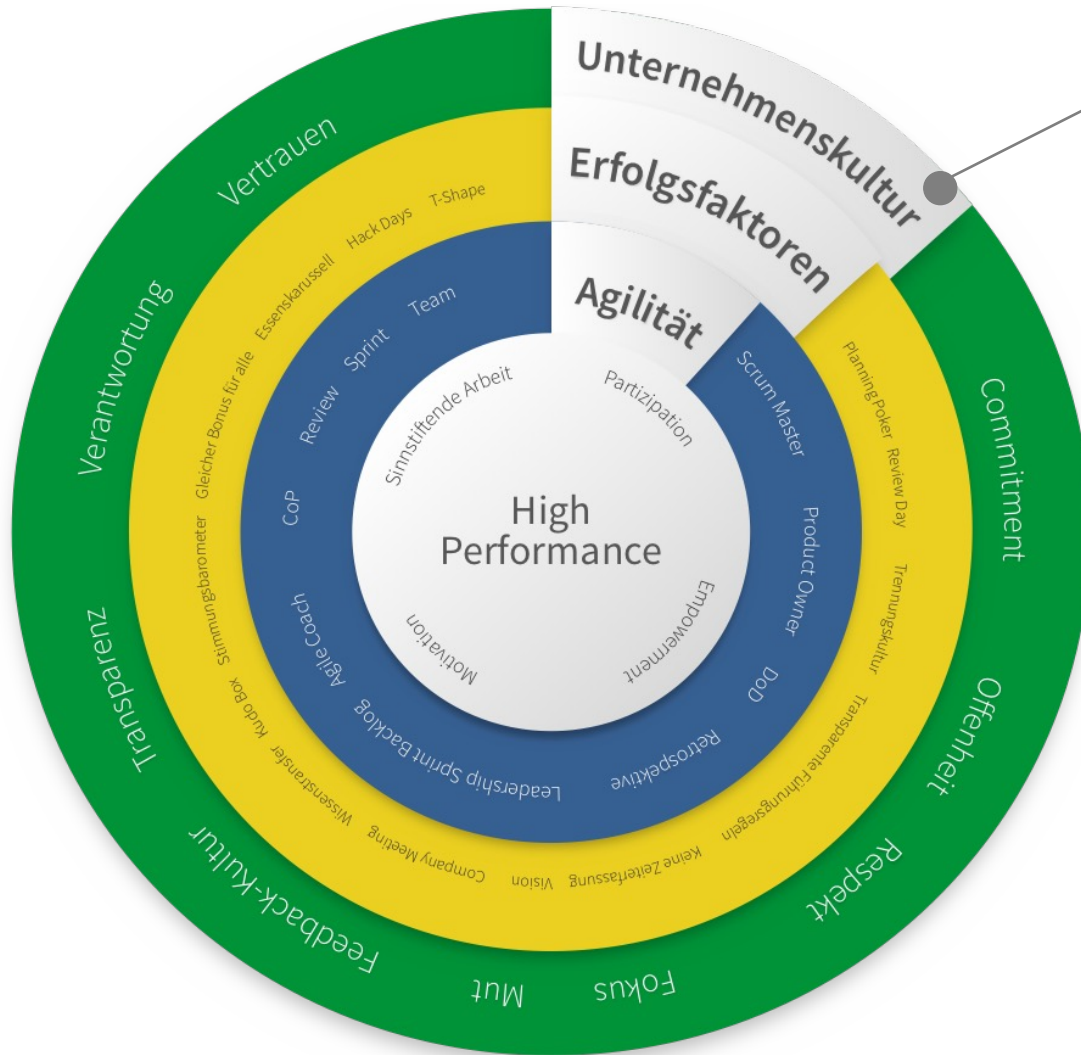 Unternehmenskultur
Commitment
Offenheit
Respekt
Fokus
Mut
Feedback-Kultur
Transparenz
Verantwortung
Vertrauen
Erfolgsfaktoren
Planning Poker
Review Day
Trennungskultur
Transparente Führungsregeln
Keine Zeiterfassung
Vision
Company Meeting
Wissenstransfer
Kudo Box
Stimmungsbarometer
Gleicher Bonus für alle
Essenskarussell
Hack Days
T-Shape
Agilität
Scrum Master
Product Owner
DoD
Retrospektive
Leadership Sprint Backlog
Agile Coach
CoP
Review
Sprint
Team
Partizipation
Empowerment
Motivation
Sinnstiftende Arbeit
High
Performance